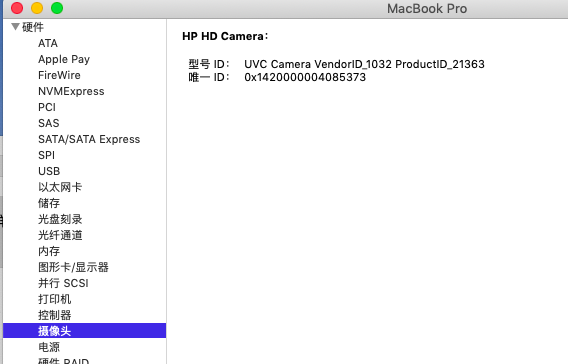 MacBook Pro
硬件
ATA
Apple Pay
FireWire
NVMExpress
PCI
SAS
SATA/SATA Express
SPI
USB
以太网卡
储存
光盘刻录
光纤通道
内存
图形卡/显示器
并行 SCSI
打印机
控制器
摄像头
电源
硬件 RAID
HP HD Camera：
型号 ID： UVC Camera VendorID_1032 ProductID_21363
唯一 ID： 0x1420000004085373